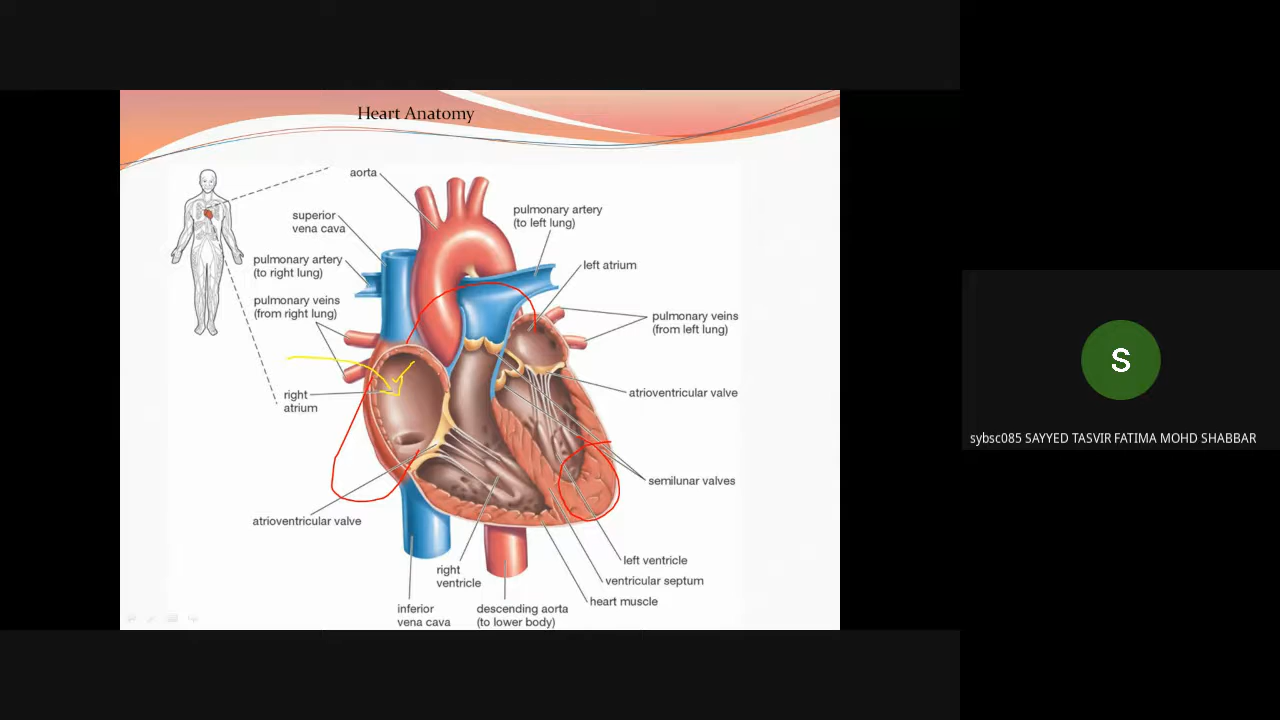 Heart Anatomy
aorta
superior
vena cava
pulmonary artery
(to left lung)
pulmonary artery
(to right lung)
left atrium
pulmonary veins
(from right lung)
pulmonary veins
(from left lung)
right
atrium
atrioventricular valve
semilunar valves
atrioventricular valve
left ventricle
right
ventricle
ventricular septum
heart muscle
inferior
vena cava
descending aorta
(to lower body)
S
sybsc085 SAYYED TASVIR FATIMA MOHD SHABBAR